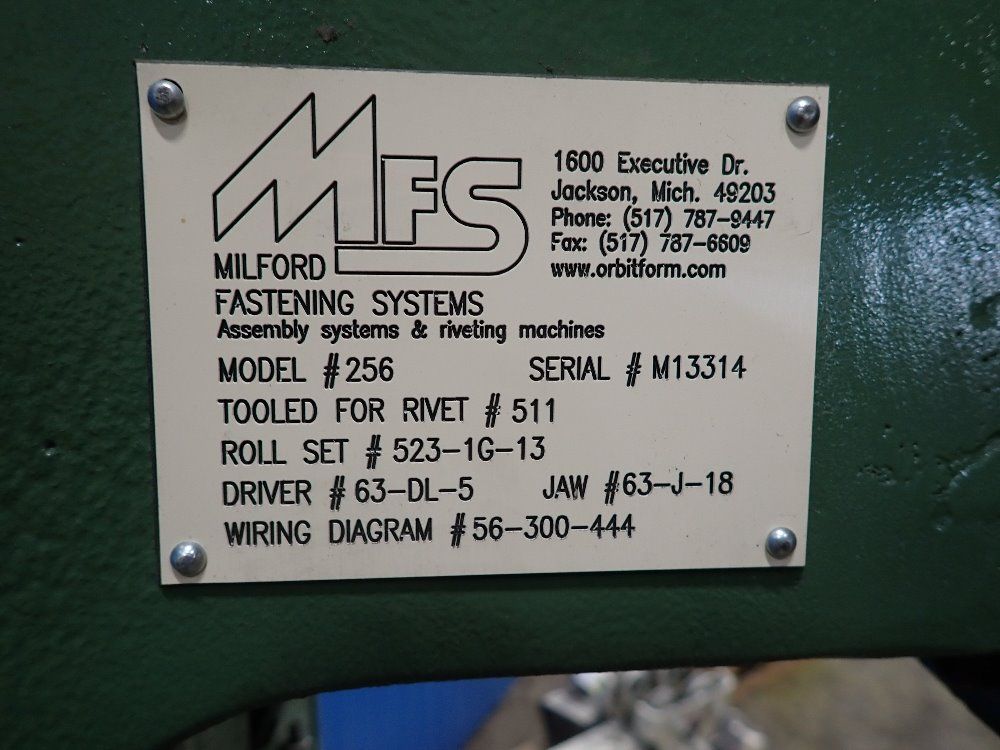 MFS
1600 Executive Dr.
Jackson, Mich. 49203
Phone: (517) 787-9447
Fax: (517) 787-6609
www.orbitform.com
MILFORD
FASTENING SYSTEMS
Assembly systems & riveting machines
MODEL #256 SERIAL # M13314
TOOLED FOR RIVET # 511
ROLL SET # 523-1G-13
DRIVER # 63-DL-5 JAW #63-J-18
WIRING DIAGRAM #56-300-444